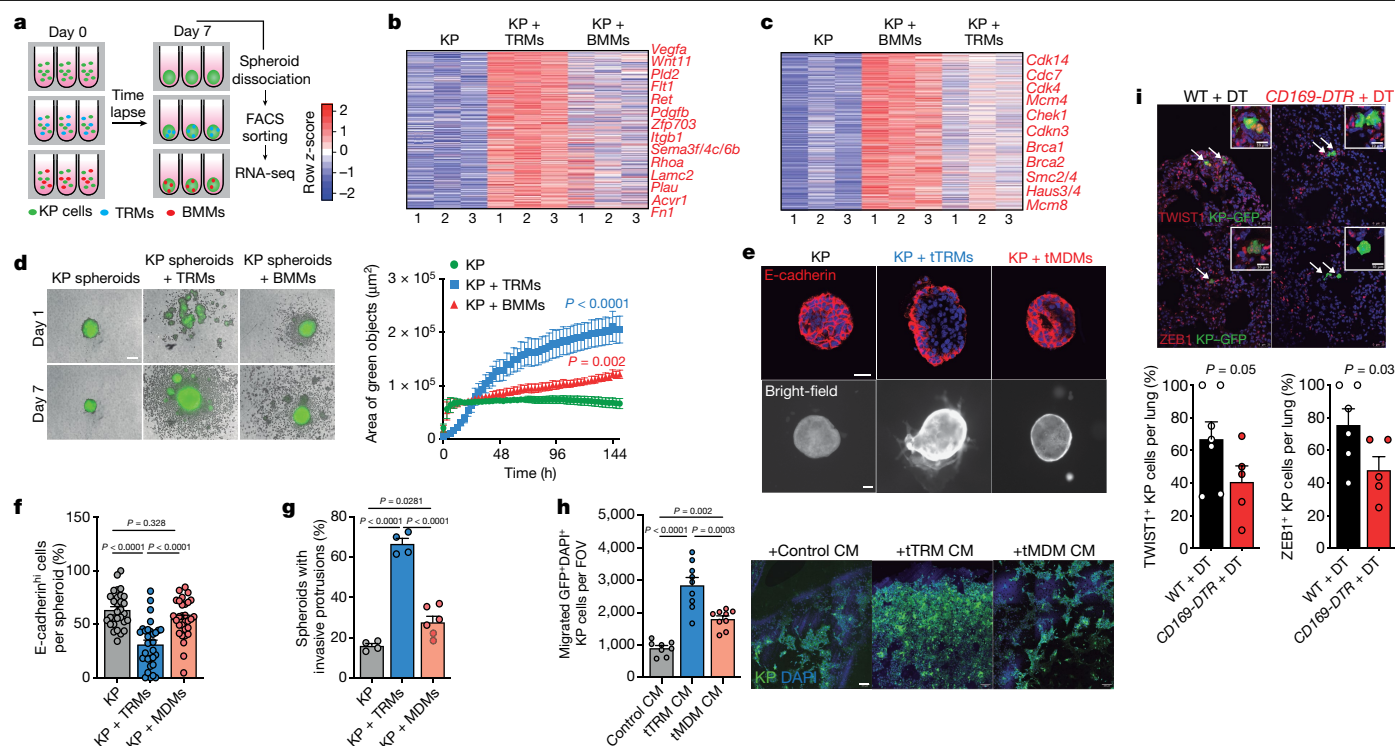 a
Day 0
Day 7
Spheroid
dissociation
Time
lapse
FACS
sorting
RNA-seq
KP cells
TRMs
BMMs
Row z-score
2
1
0
−1
−2
b
KP
KP +
TRMs
KP +
BMMs
Vegfa
Wnt11
Pld2
Flt1
Ret
Pdgfb
Zfp703
Itgb1
Sema3f/4c/6b
Rhoa
Lamc2
Plau
Acvr1
Fn1
1 2 3 1 2 3 1 2 3
c
KP
KP +
BMMs
KP +
TRMs
Cdk14
Cdc7
Cdk4
Mcm4
Chek1
Cdkn3
Brca1
Brca2
Smc2/4
Haus3/4
Mcm8
1 2 3 1 2 3 1 2 3
d
KP spheroids
KP spheroids
+ TRMs
KP spheroids
+ BMMs
Day 1
Day 7
Area of green objects (µm²)
3 × 10⁵
2 × 10⁵
1 × 10⁵
0
KP
KP + TRMs
KP + BMMs
P < 0.0001
P = 0.002
0 48 96 144
Time (h)
e
KP
KP + tTRMs
KP + tMDMs
E-cadherin
Bright-field
f
E-cadherinʰⁱ cells
per spheroid (%)
150
100
50
0
P = 0.328
P < 0.0001 P < 0.0001
KP
KP + TRMs
KP + MDMs
g
Spheroids with
invasive protrusions (%)
80
60
40
20
0
P = 0.0281
P < 0.0001 P < 0.0001
KP
KP + TRMs
KP + MDMs
h
Migrated GFP⁺DAPI⁺
KP cells per FOV
5,000
4,000
3,000
2,000
1,000
0
P = 0.002
P < 0.0001 P = 0.0003
Control CM
tTRM CM
tMDM CM
+Control CM
+tTRM CM
+tMDM CM
KP DAPI
i
WT + DT
CD169-DTR + DT
TWIST1 KP–GFP
ZEB1 KP–GFP
TWIST1⁺ KP cells per lung (%)
100
80
60
40
20
0
P = 0.05
WT + DT
CD169-DTR + DT
ZEB1⁺ KP cells per lung (%)
100
80
60
40
20
0
P = 0.03
WT + DT
CD169-DTR + DT